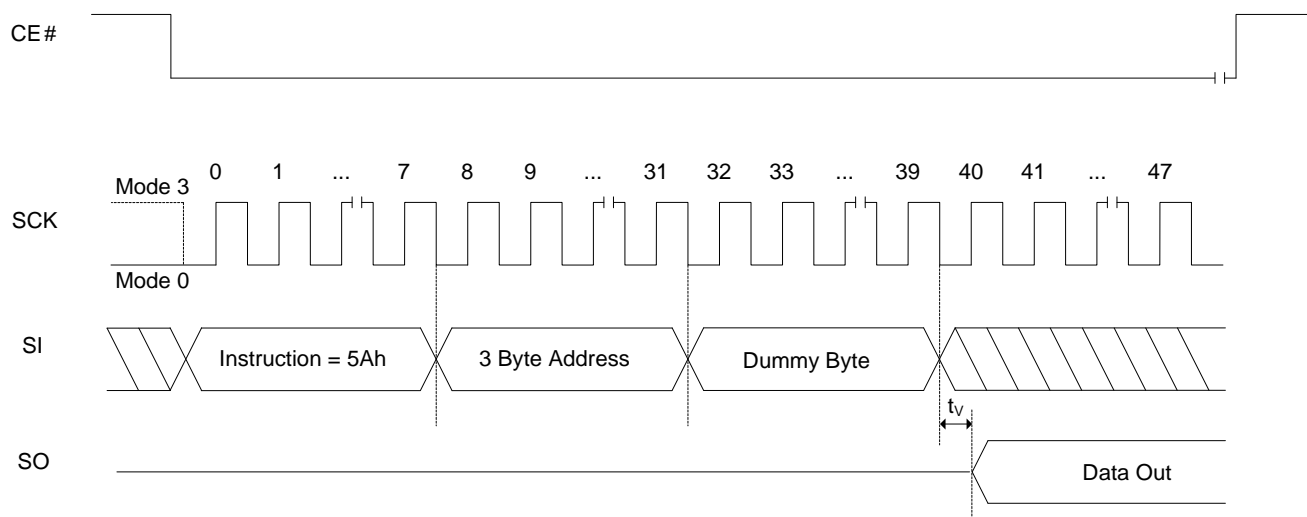 CE#
0 1 ... 7 8 9 ... 31 32 33 ... 39 40 41 ... 47
Mode 3
SCK
Mode 0
SI
Instruction = 5Ah
3 Byte Address
Dummy Byte
tV
SO
Data Out